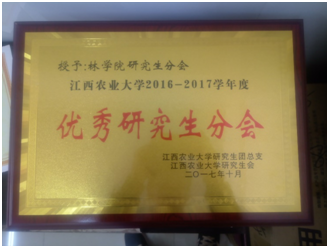 授予:林学院研究生分会
江西农业大学2016-2017学年度
优秀研究生分会
江西农业大学研究生团总支
江西农业大学研究生会
二〇一七年十月